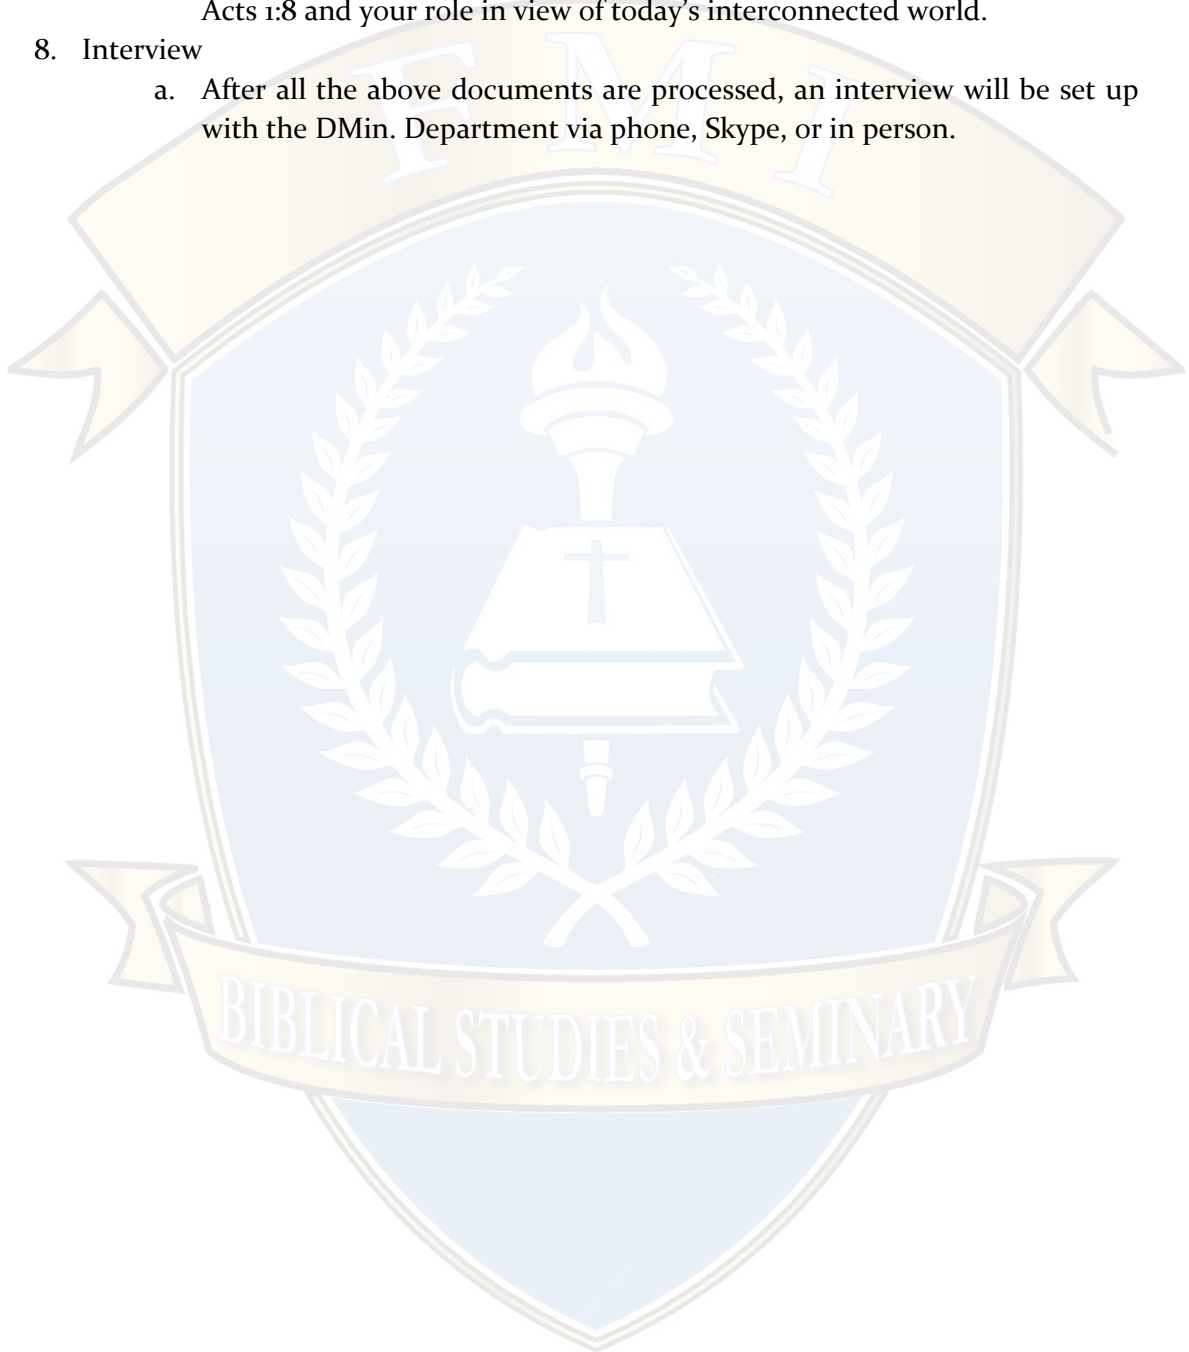 Acts 1:8 and your role in view of today's interconnected world.
8. Interview
a. After all the above documents are processed, an interview will be set up
with the DMin. Department via phone, Skype, or in person.
FMI
BIBLICAL STUDIES & SEMINARY